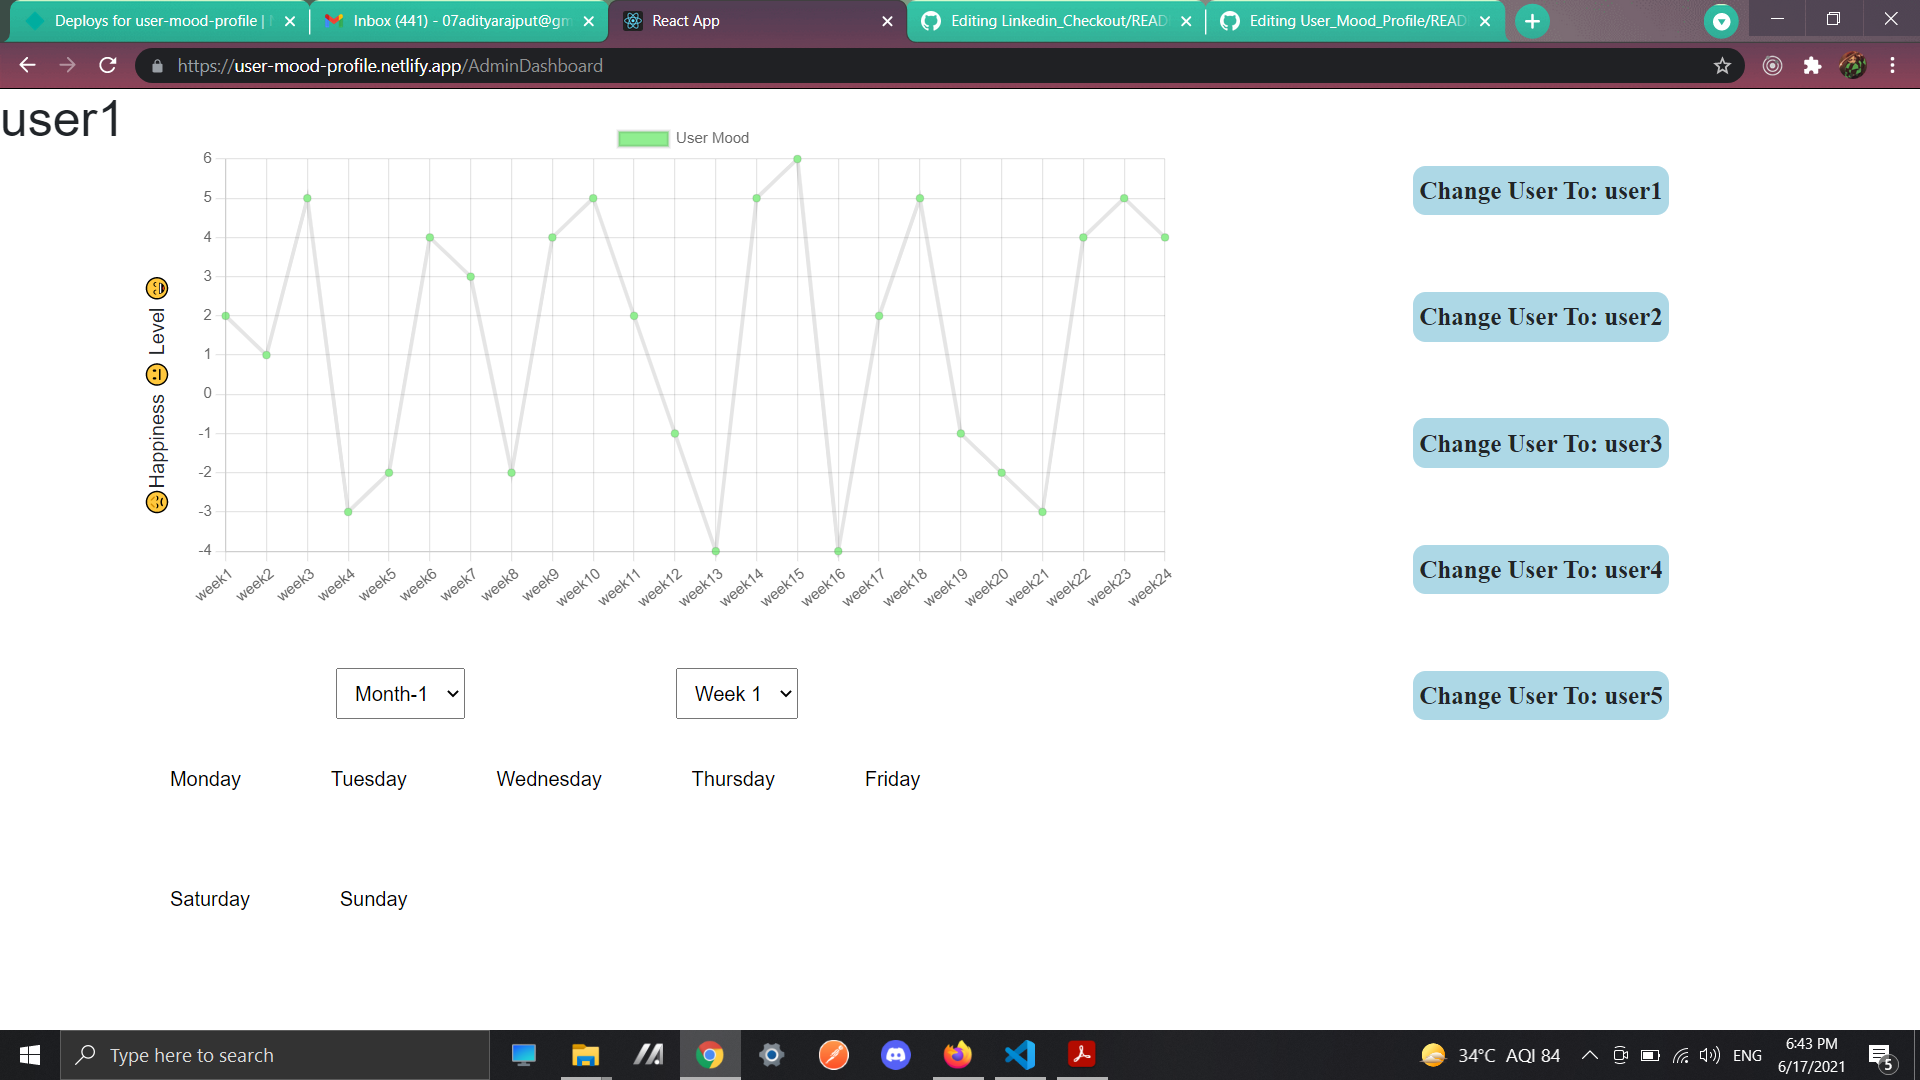 Deploys for user-mood-profile |
Inbox (441) - 07adityarajput@gm
React App
Editing Linkedin_Checkout/READ
Editing User_Mood_Profile/READ
https://user-mood-profile.netlify.app/AdminDashboard
user1
User Mood
6
5
4
3
2
1
0
-1
-2
-3
-4
Happiness Level
week1
week2
week3
week4
week5
week6
week7
week8
week9
week10
week11
week12
week13
week14
week15
week16
week17
week18
week19
week20
week21
week22
week23
week24
Change User To: user1
Change User To: user2
Change User To: user3
Change User To: user4
Change User To: user5
Month-1
Week 1
Monday Tuesday Wednesday Thursday Friday
Saturday Sunday
Type here to search
34°C AQI 84
ENG
6:43 PM
6/17/2021
5